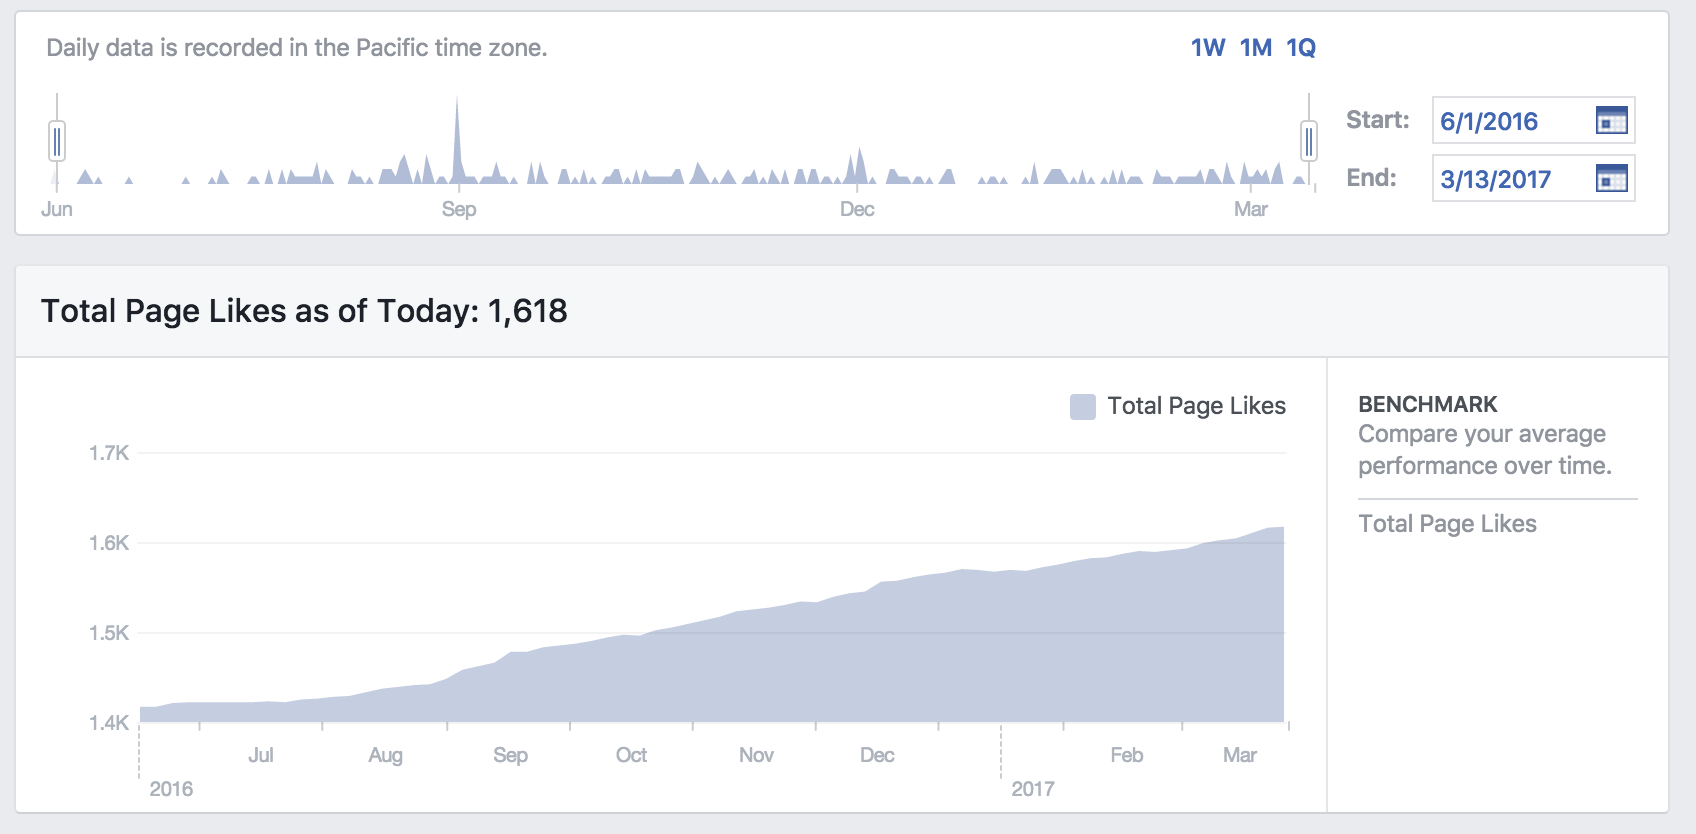 Daily data is recorded in the Pacific time zone.
1W 1M 1Q
Start: 6/1/2016
End: 3/13/2017
Jun Sep Dec Mar
Total Page Likes as of Today: 1,618
Total Page Likes
BENCHMARK
Compare your average
performance over time.
Total Page Likes
1.7K
1.6K
1.5K
1.4K
Jul Aug Sep Oct Nov Dec Feb Mar
2016 2017